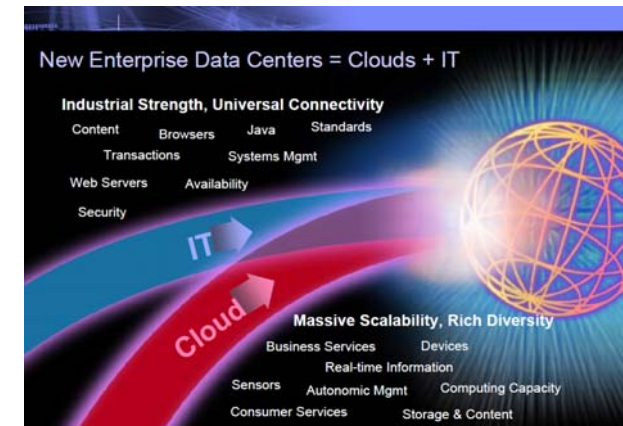 New Enterprise Data Centers = Clouds + IT
Industrial Strength, Universal Connectivity
Content Browsers Java Standards
Transactions Systems Mgmt
Web Servers Availability
Security
IT
Cloud
Massive Scalability, Rich Diversity
Business Services Devices
Real-time Information
Sensors Autonomic Mgmt Computing Capacity
Consumer Services Storage & Content